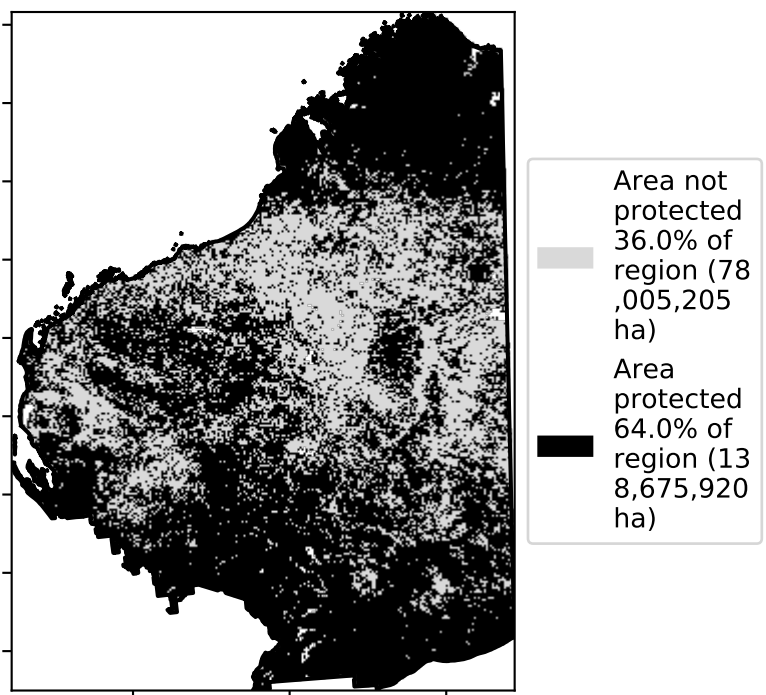 Area not
protected
36.0% of
region (78
,005,205
ha)
Area
protected
64.0% of
region (13
8,675,920
ha)